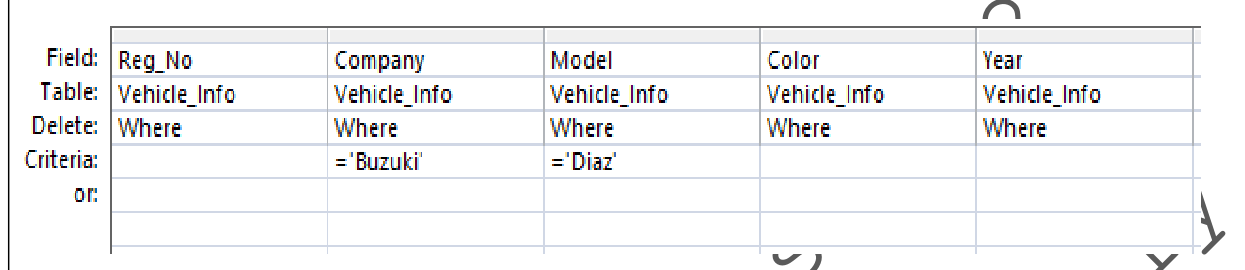 Field: Reg_No Company Model Color Year
Table: Vehicle_Info Vehicle_Info Vehicle_Info Vehicle_Info Vehicle_Info
Delete: Where Where Where Where Where
Criteria: ='Buzuki' ='Diaz'
or: